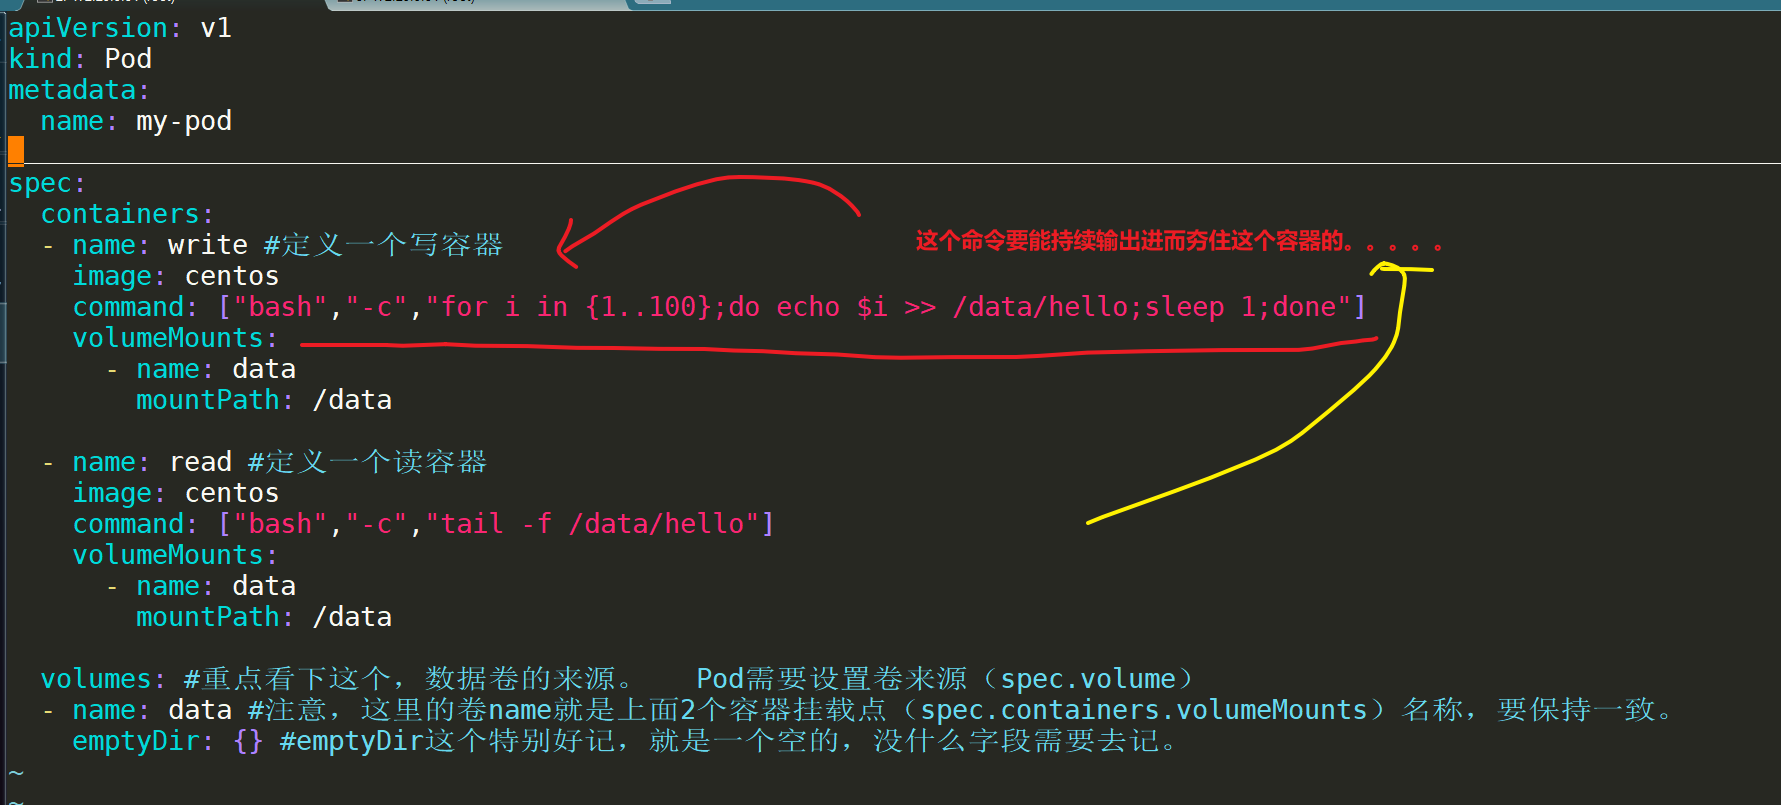 apiVersion: v1
kind: Pod
metadata:
  name: my-pod
spec:
  containers:
  - name: write #定义一个写容器
这个命令要能持续输出进而夯住这个容器的。。。。。
    image: centos
    command: ["bash","-c","for i in {1..100};do echo $i >> /data/hello;sleep 1;done"]
    volumeMounts:
      - name: data
        mountPath: /data
  - name: read #定义一个读容器
    image: centos
    command: ["bash","-c","tail -f /data/hello"]
    volumeMounts:
      - name: data
        mountPath: /data
  volumes: #重点看下这个，数据卷的来源。   Pod需要设置卷来源（spec.volume）
  - name: data #注意，这里的卷name就是上面2个容器挂载点（spec.containers.volumeMounts）名称，要保持一致。
    emptyDir: {} #emptyDir这个特别好记，就是一个空的，没什么字段需要去记。
~
~